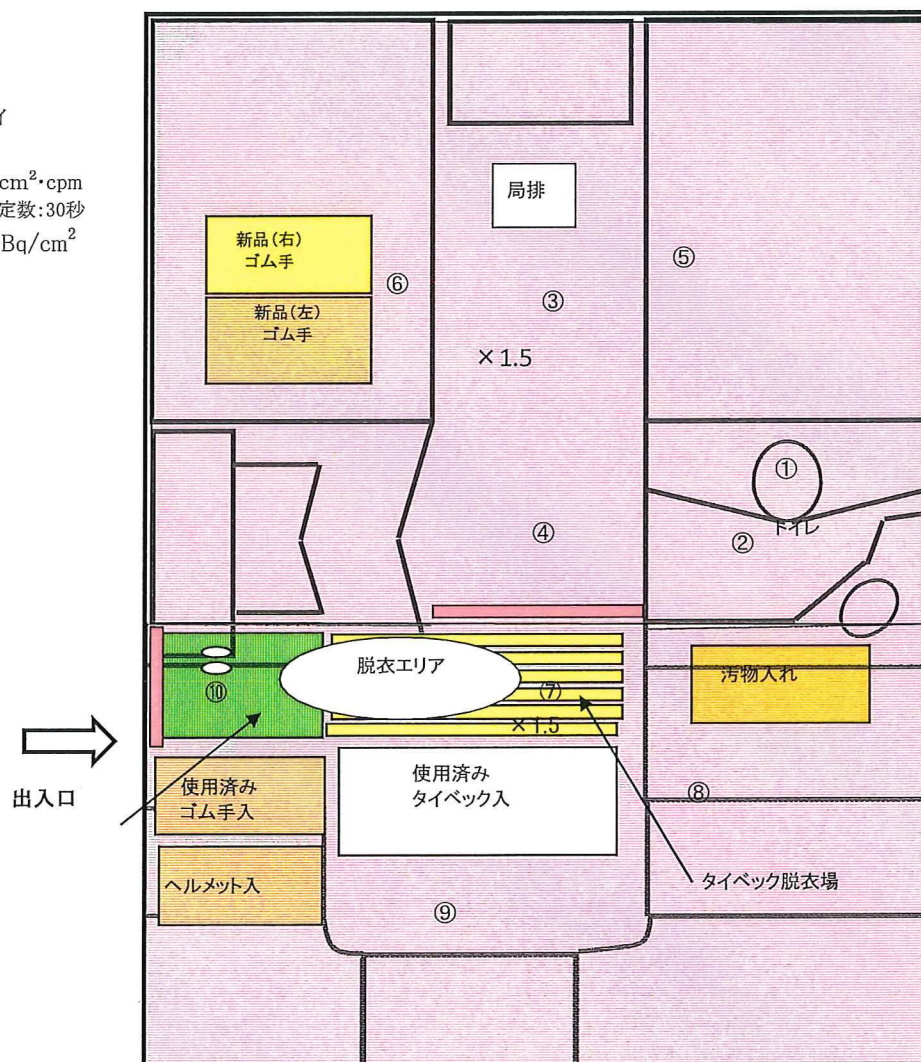 イ
cm²・cpm
定数:30秒
Bq/cm²
局排
新品(右)
ゴム手
⑥
新品(左)
ゴム手
③
⑤
×1.5
①
トイレ
②
④
脱衣エリア
⑦
×1.5
⑩
汚物入れ
出入口
使用済み
ゴム手入
使用済み
タイベック入
⑧
ヘルメット入
タイベック脱衣場
⑨